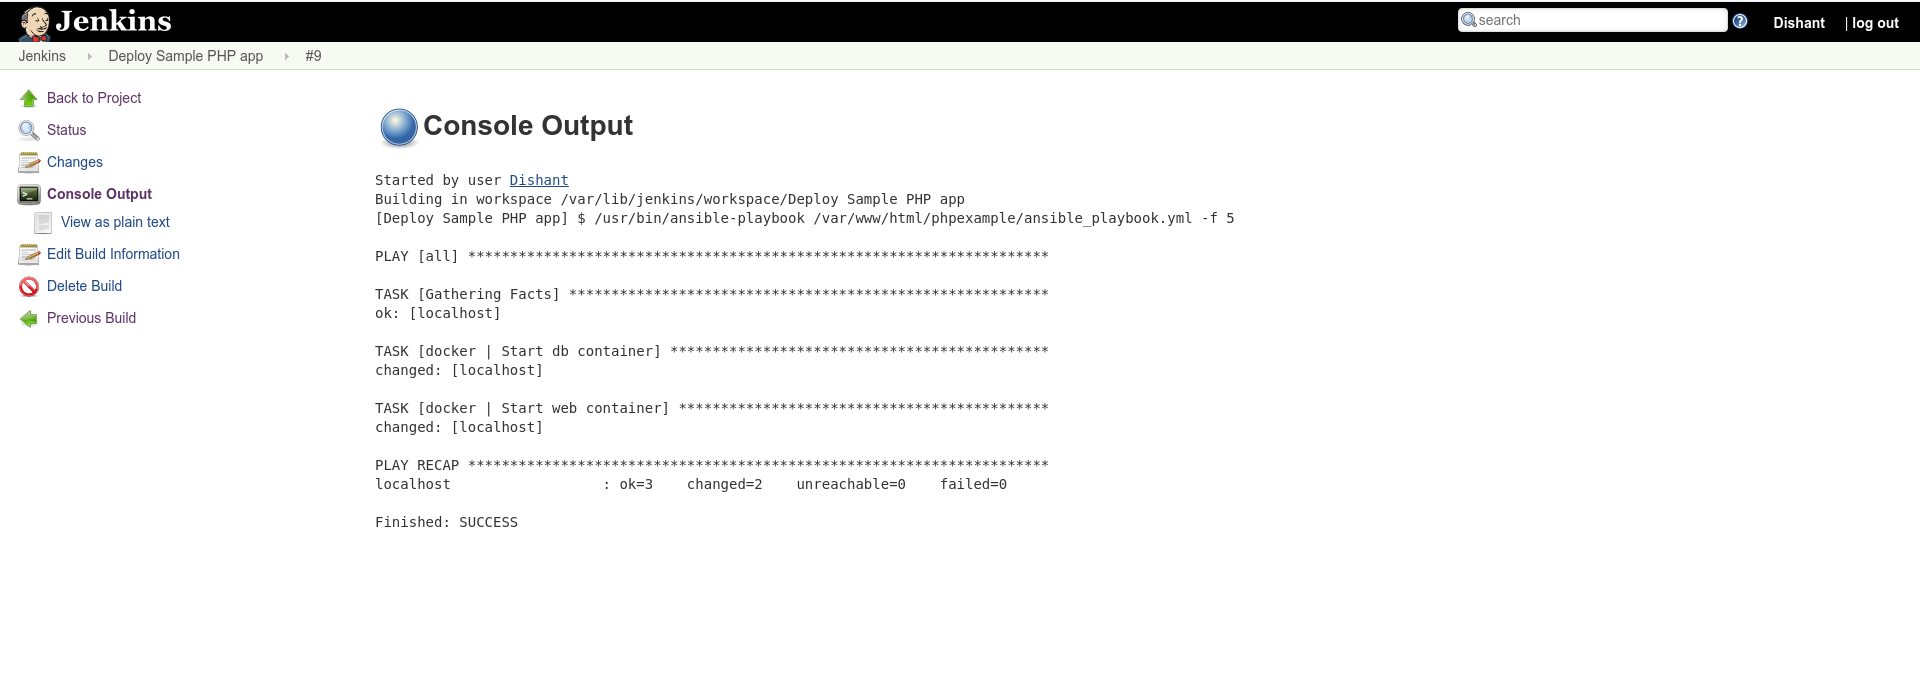 Jenkins
search
Dishant | log out
Jenkins Deploy Sample PHP app #9
Back to Project
Status
Changes
Console Output
View as plain text
Edit Build Information
Delete Build
Previous Build
Console Output
Started by user Dishant
Building in workspace /var/lib/jenkins/workspace/Deploy Sample PHP app
[Deploy Sample PHP app] $ /usr/bin/ansible-playbook /var/www/html/phpexample/ansible_playbook.yml -f 5
PLAY [all] *********************************************************************
TASK [Gathering Facts] *********************************************************
ok: [localhost]
TASK [docker | Start db container] *********************************************
changed: [localhost]
TASK [docker | Start web container] ********************************************
changed: [localhost]
PLAY RECAP *********************************************************************
localhost                  : ok=3    changed=2    unreachable=0    failed=0
Finished: SUCCESS